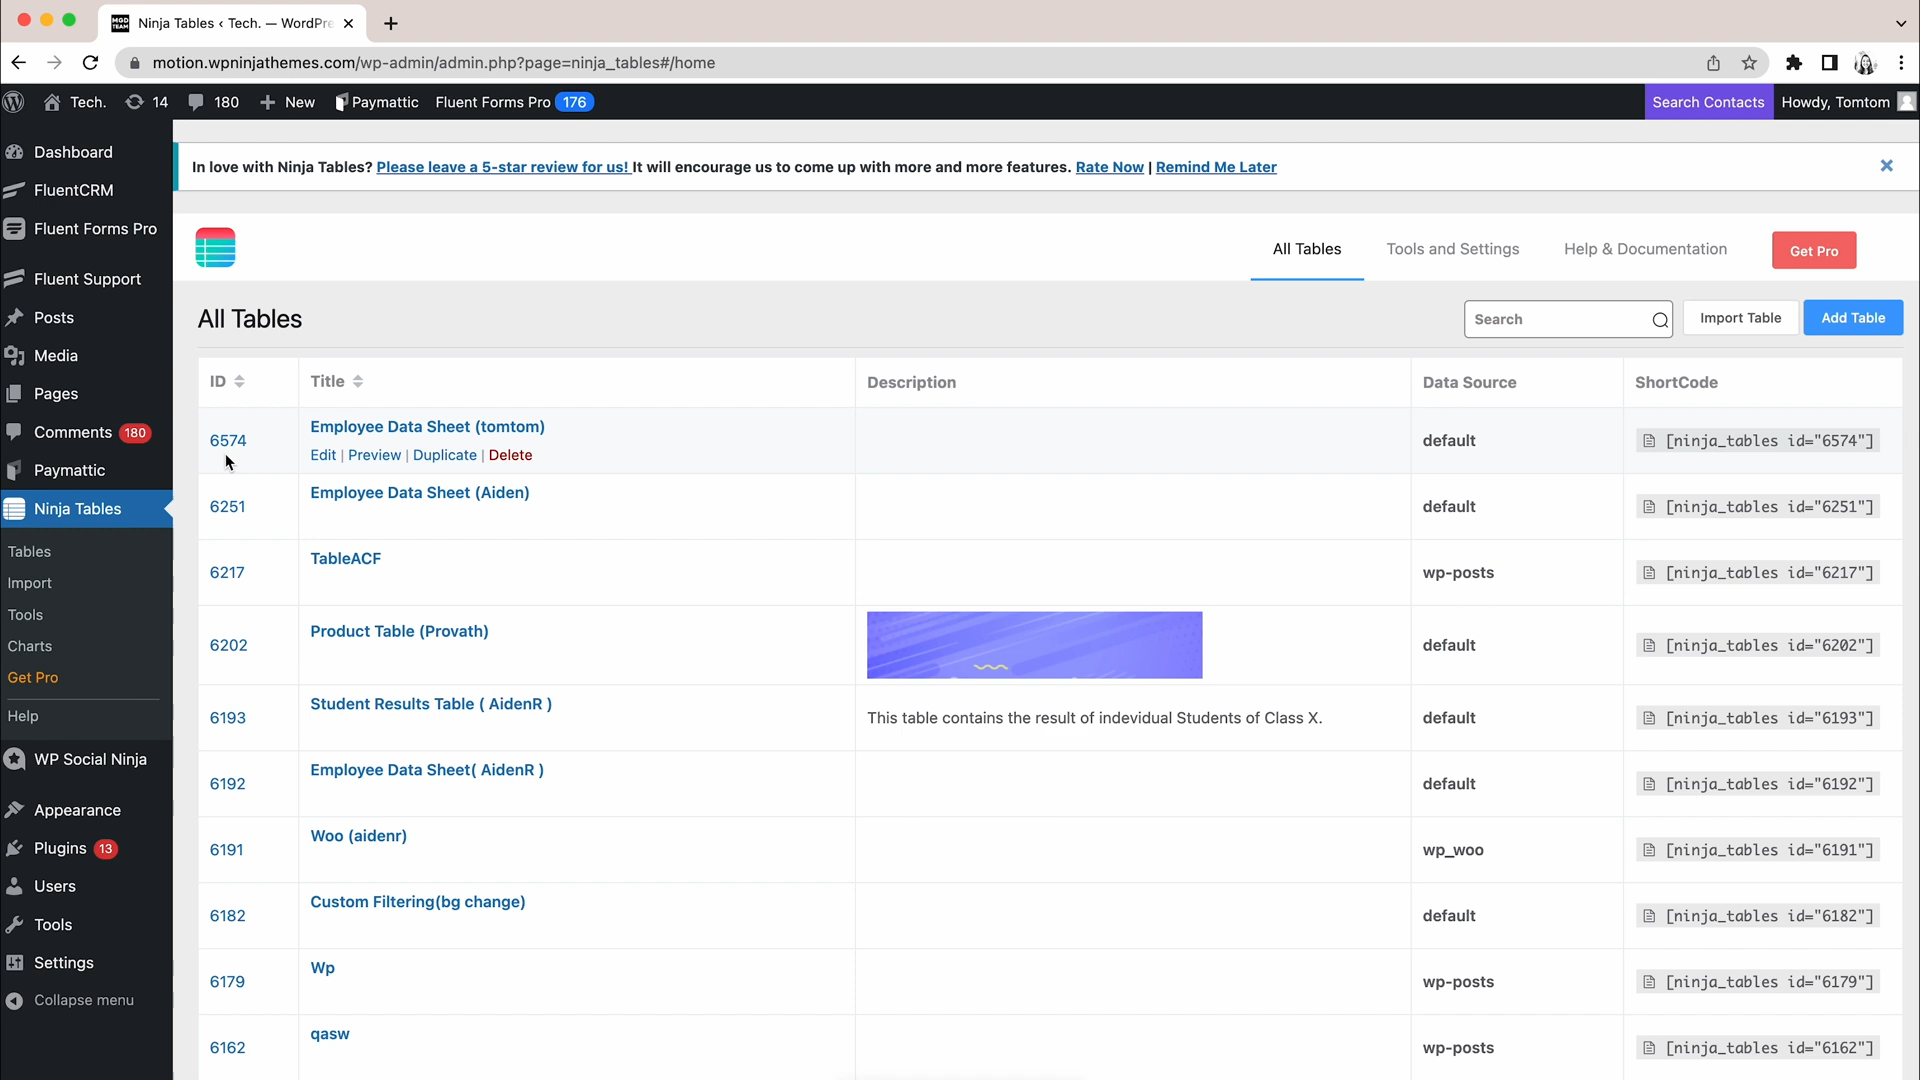 MGD
TEAM
Ninja Tables ‹ Tech. — WordPre
motion.wpninjathemes.com/wp-admin/admin.php?page=ninja_tables#/home
Tech. 14 180 New Paymattic Fluent Forms Pro 176
Search Contacts Howdy, Tomtom
Dashboard
FluentCRM
Fluent Forms Pro
Fluent Support
Posts
Media
Pages
Comments 180
Paymattic
Ninja Tables
Tables
Import
Tools
Charts
Get Pro
Help
WP Social Ninja
Appearance
Plugins 13
Users
Tools
Settings
Collapse menu
In love with Ninja Tables? Please leave a 5-star review for us! It will encourage us to come up with more and more features. Rate Now | Remind Me Later
All Tables Tools and Settings Help & Documentation Get Pro
All Tables
Search Import Table Add Table
ID Title Description Data Source ShortCode
6574 Employee Data Sheet (tomtom) default [ninja_tables id="6574"]
Edit | Preview | Duplicate | Delete
6251 Employee Data Sheet (Aiden) default [ninja_tables id="6251"]
6217 TableACF wp-posts [ninja_tables id="6217"]
6202 Product Table (Provath) default [ninja_tables id="6202"]
6193 Student Results Table ( AidenR ) This table contains the result of indevidual Students of Class X. default [ninja_tables id="6193"]
6192 Employee Data Sheet( AidenR ) default [ninja_tables id="6192"]
6191 Woo (aidenr) wp_woo [ninja_tables id="6191"]
6182 Custom Filtering(bg change) default [ninja_tables id="6182"]
6179 Wp wp-posts [ninja_tables id="6179"]
6162 qasw wp-posts [ninja_tables id="6162"]